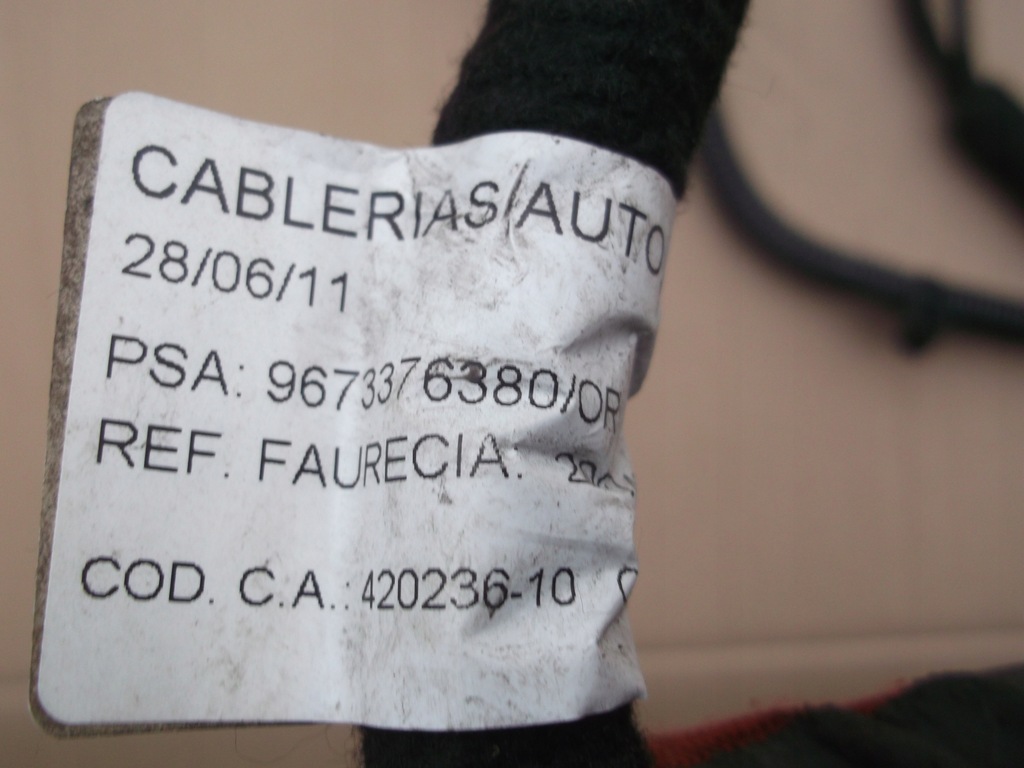 CABLERIAS AUTO
28/06/11
PSA: 9673376380/OR
REF. FAURECIA:
COD. C.A.: 420236-10